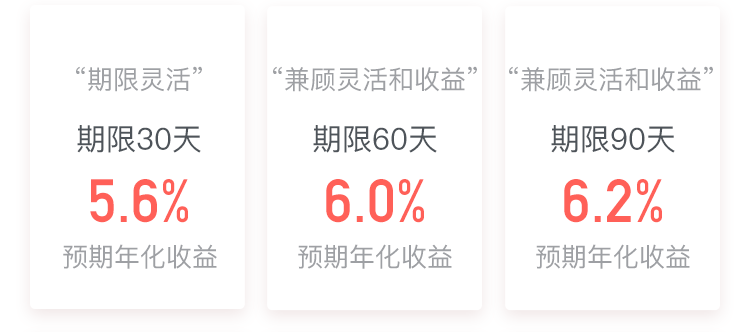 “期限灵活”
期限30天
5.6%
预期年化收益
“兼顾灵活和收益”
期限60天
6.0%
预期年化收益
“兼顾灵活和收益”
期限90天
6.2%
预期年化收益